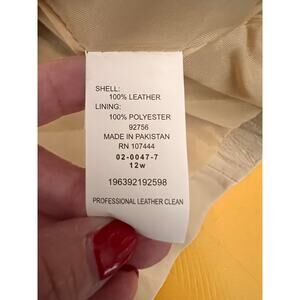 SHELL:
100% LEATHER
LINING:
100% POLYESTER
92756
MADE IN PAKISTAN
RN 107444
02-0047-7
12w
196392192598
PROFESSIONAL LEATHER CLEAN